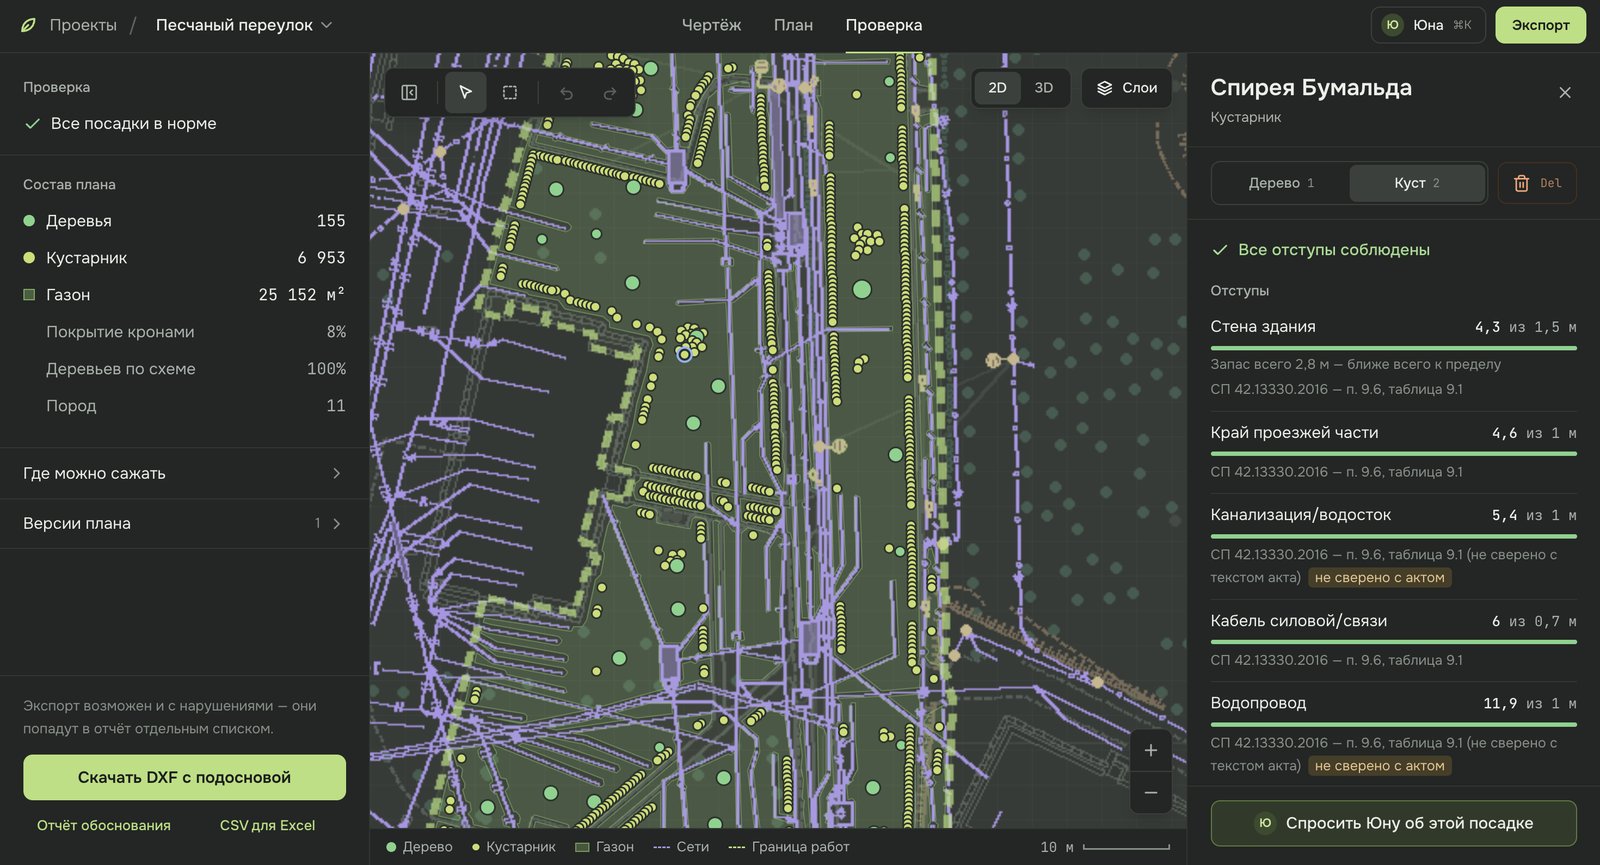 Проекты / Песчаный переулок
Чертёж План Проверка
Ю Юна ⌘K Экспорт
Проверка
Все посадки в норме
Состав плана
Деревья 155
Кустарник 6 953
Газон 25 152 м²
Покрытие кронами 8%
Деревьев по схеме 100%
Пород 11
Где можно сажать
Версии плана 1
Экспорт возможен и с нарушениями — они
попадут в отчёт отдельным списком.
Скачать DXF с подосновой
Отчёт обоснования CSV для Excel
2D 3D Слои
+
−
Дерево Кустарник Газон Сети Граница работ 10 м
Спирея Бумальда
Кустарник
Дерево 1 Куст 2 Del
Все отступы соблюдены
Отступы
Стена здания 4,3 из 1,5 м
Запас всего 2,8 м — ближе всего к пределу
СП 42.13330.2016 — п. 9.6, таблица 9.1
Край проезжей части 4,6 из 1 м
СП 42.13330.2016 — п. 9.6, таблица 9.1
Канализация/водосток 5,4 из 1 м
СП 42.13330.2016 — п. 9.6, таблица 9.1 (не сверено с
текстом акта) не сверено с актом
Кабель силовой/связи 6 из 0,7 м
СП 42.13330.2016 — п. 9.6, таблица 9.1
Водопровод 11,9 из 1 м
СП 42.13330.2016 — п. 9.6, таблица 9.1 (не сверено с
текстом акта) не сверено с актом
Ю Спросить Юну об этой посадке